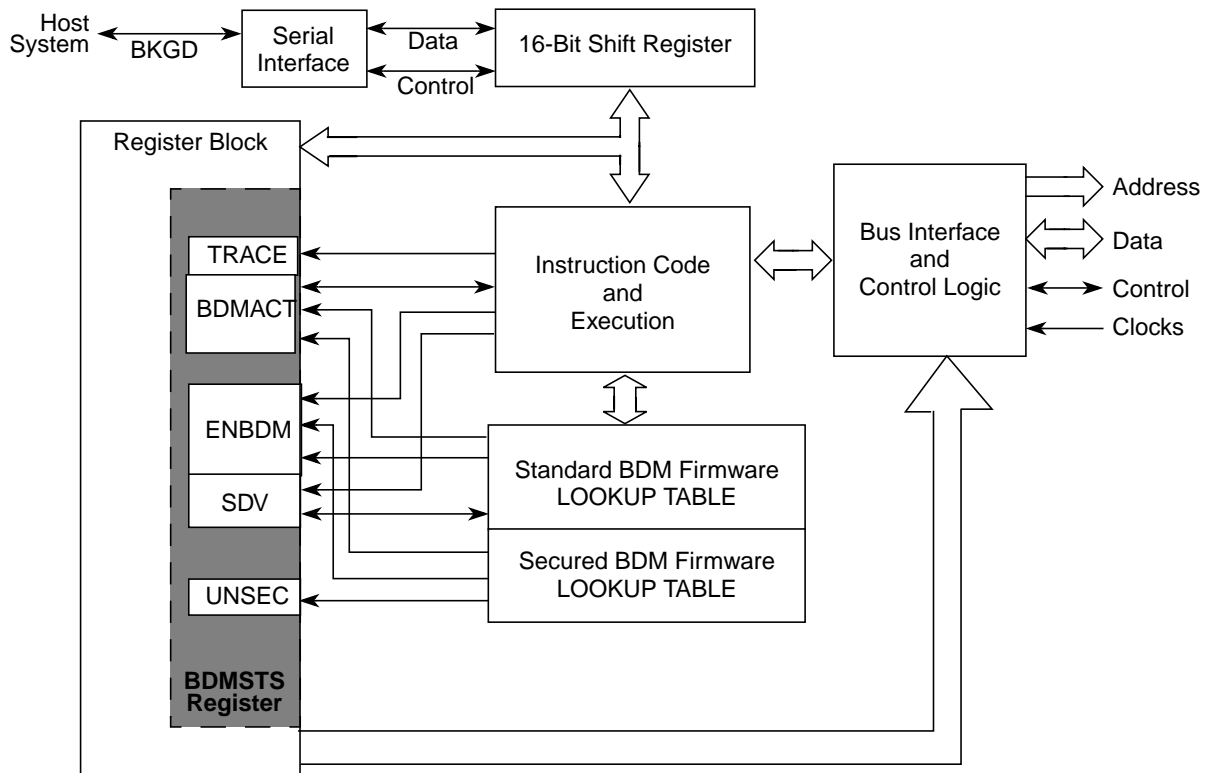 Host
System
BKGD
Serial
Interface
Data
Control
16-Bit Shift Register
Register Block
TRACE
BDMACT
ENBDM
SDV
UNSEC
BDMSTS
Register
Instruction Code
and
Execution
Standard BDM Firmware
LOOKUP TABLE
Secured BDM Firmware
LOOKUP TABLE
Bus Interface
and
Control Logic
Address
Data
Control
Clocks